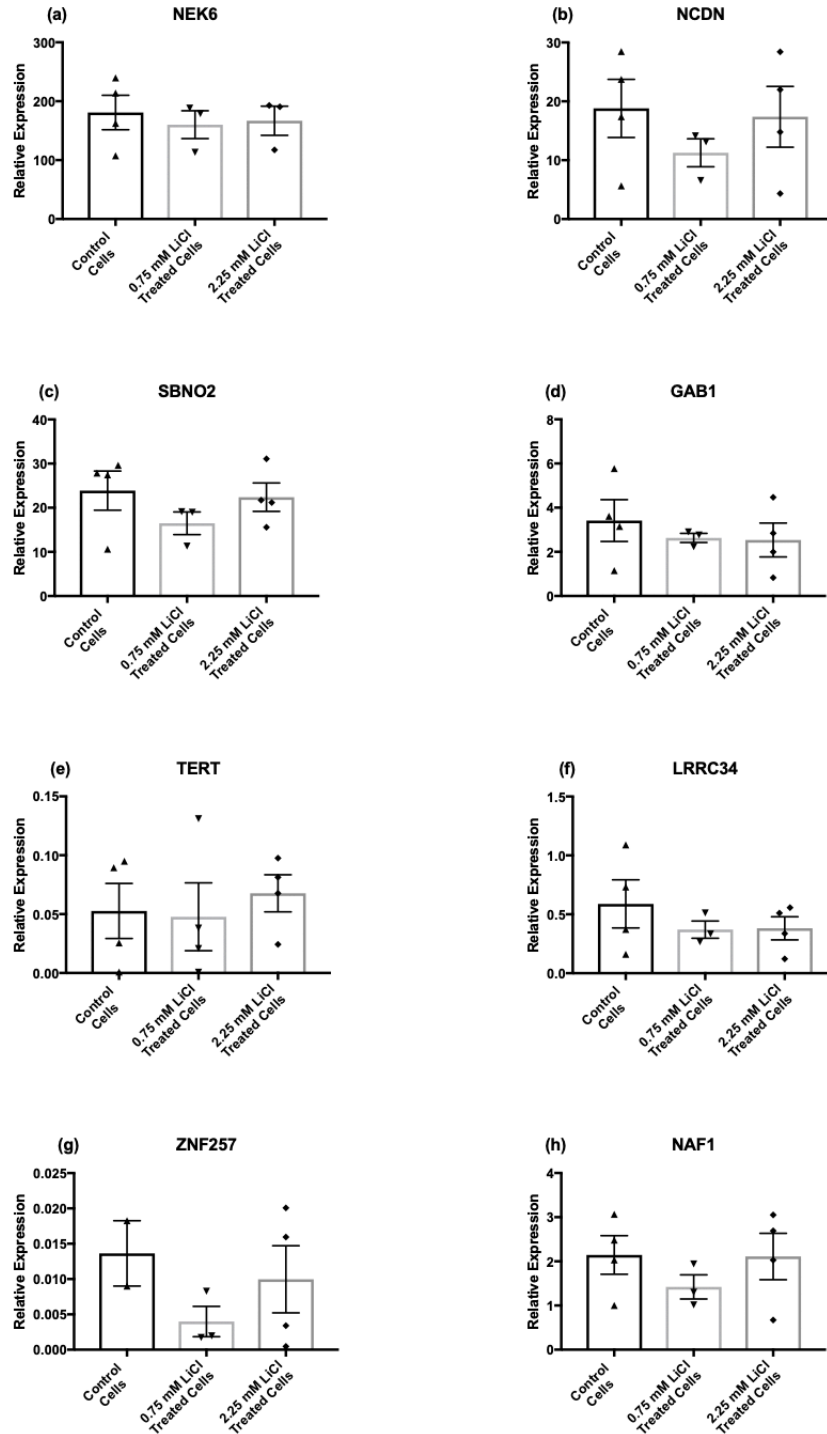 (a) NEK6
Relative Expression
300
200
100
0
Control
Cells
0.75 mM LiCl
Treated Cells
2.25 mM LiCl
Treated Cells
(b) NCDN
Relative Expression
30
20
10
0
Control
Cells
0.75 mM LiCl
Treated Cells
2.25 mM LiCl
Treated Cells
(c) SBNO2
Relative Expression
40
30
20
10
0
Control
Cells
0.75 mM LiCl
Treated Cells
2.25 mM LiCl
Treated Cells
(d) GAB1
Relative Expression
8
6
4
2
0
Control
Cells
0.75 mM LiCl
Treated Cells
2.25 mM LiCl
Treated Cells
(e) TERT
Relative Expression
0.15
0.10
0.05
0.00
Control
Cells
0.75 mM LiCl
Treated Cells
2.25 mM LiCl
Treated Cells
(f) LRRC34
Relative Expression
1.5
1.0
0.5
0.0
Control
Cells
0.75 mM LiCl
Treated Cells
2.25 mM LiCl
Treated Cells
(g) ZNF257
Relative Expression
0.025
0.020
0.015
0.010
0.005
0.000
Control
Cells
0.75 mM LiCl
Treated Cells
2.25 mM LiCl
Treated Cells
(h) NAF1
Relative Expression
4
3
2
1
0
Control
Cells
0.75 mM LiCl
Treated Cells
2.25 mM LiCl
Treated Cells